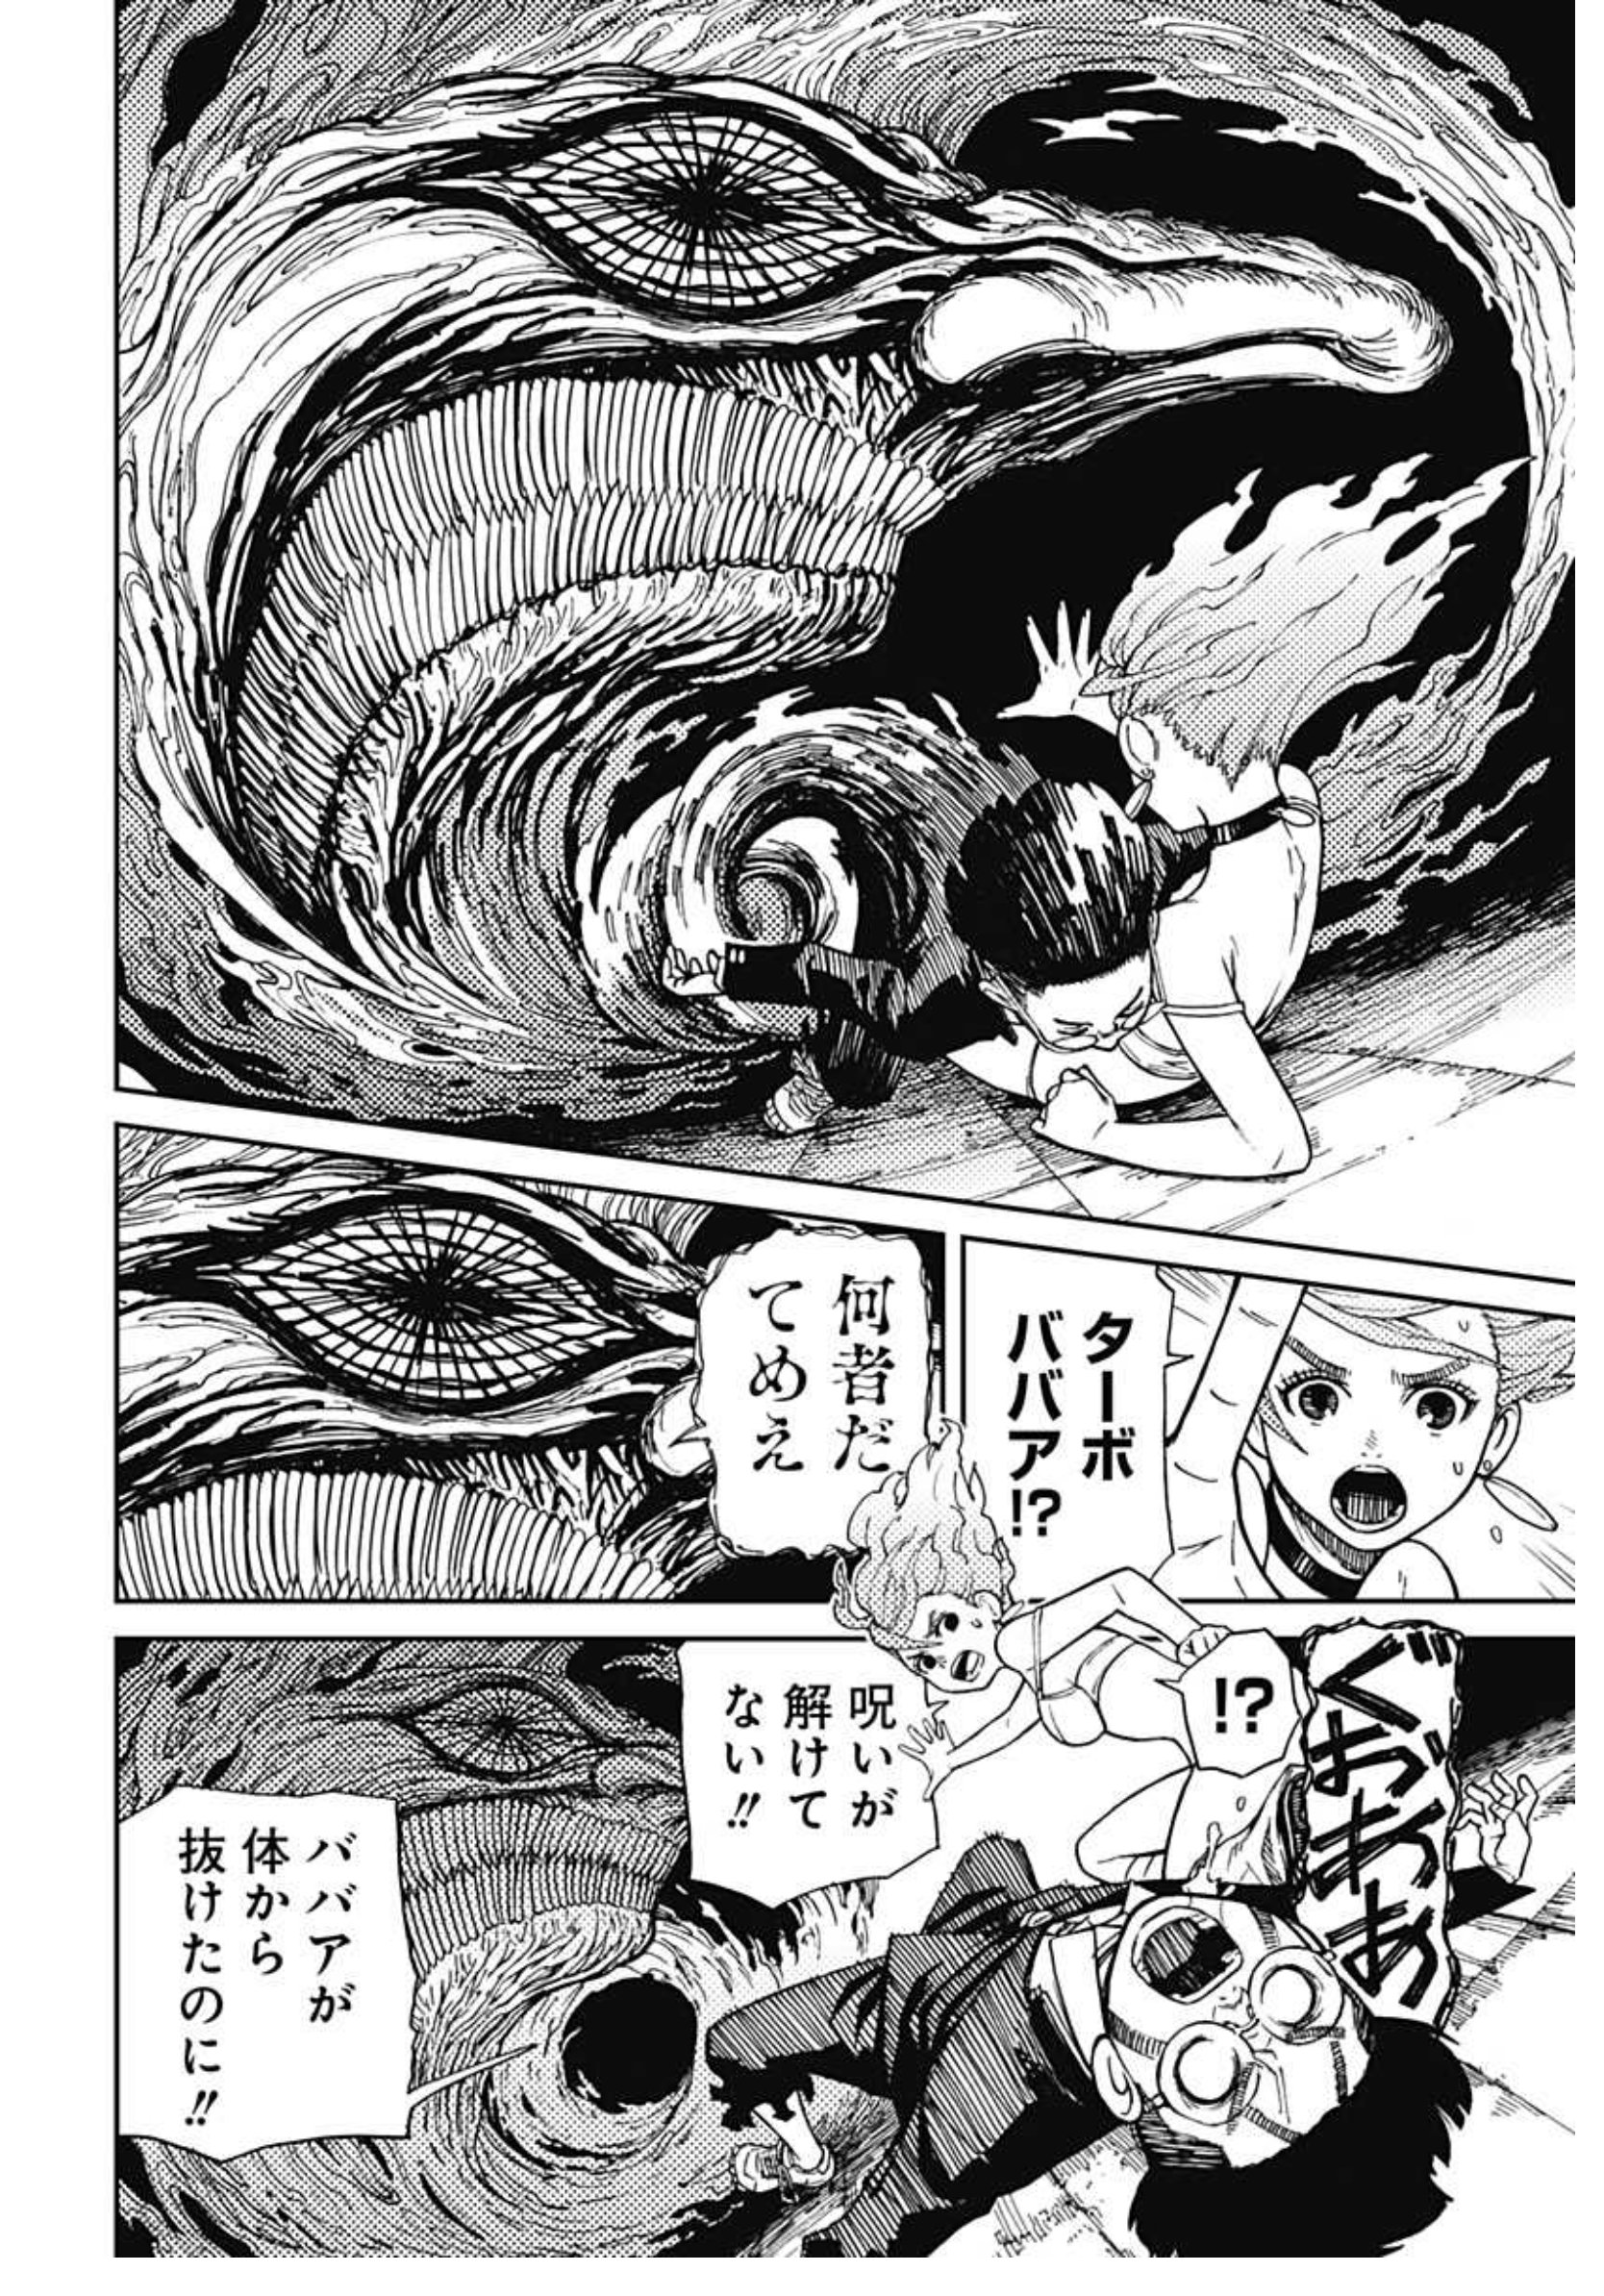 ターボ
ババア!?
何者だ
てめえ
ぐおああお
!?
呪いが
解けて
ない!!
ババアが
体から
抜けたのに!!